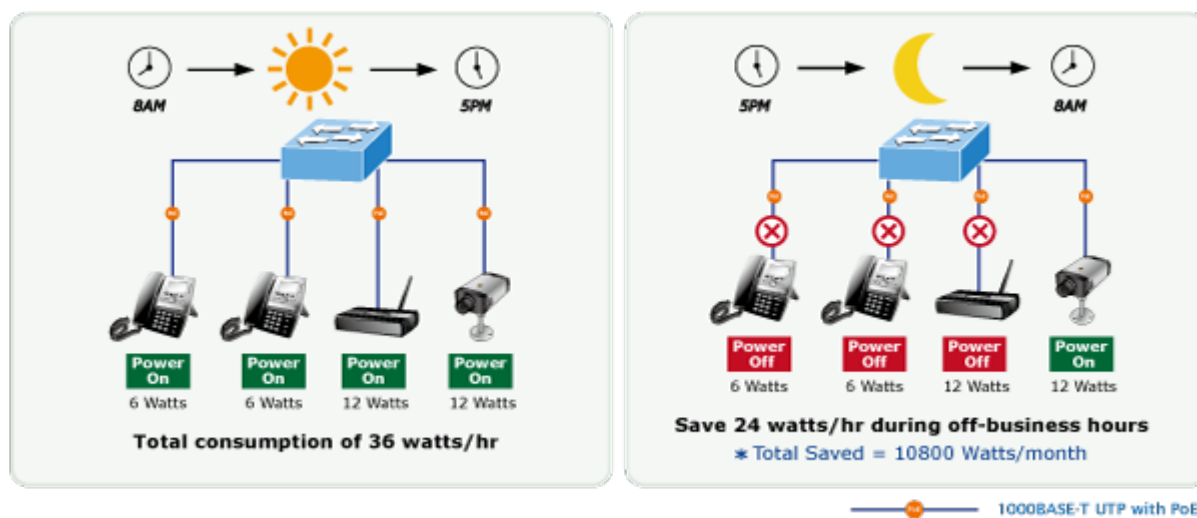 8AM
5PM
Power
On
6 Watts
Power
On
6 Watts
Power
On
12 Watts
Power
On
12 Watts
Total consumption of 36 watts/hr
5PM
8AM
Power
Off
6 Watts
Power
Off
6 Watts
Power
Off
12 Watts
Power
On
12 Watts
Save 24 watts/hr during off-business hours
* Total Saved = 10800 Watts/month
PoE 1000BASE-T UTP with PoE